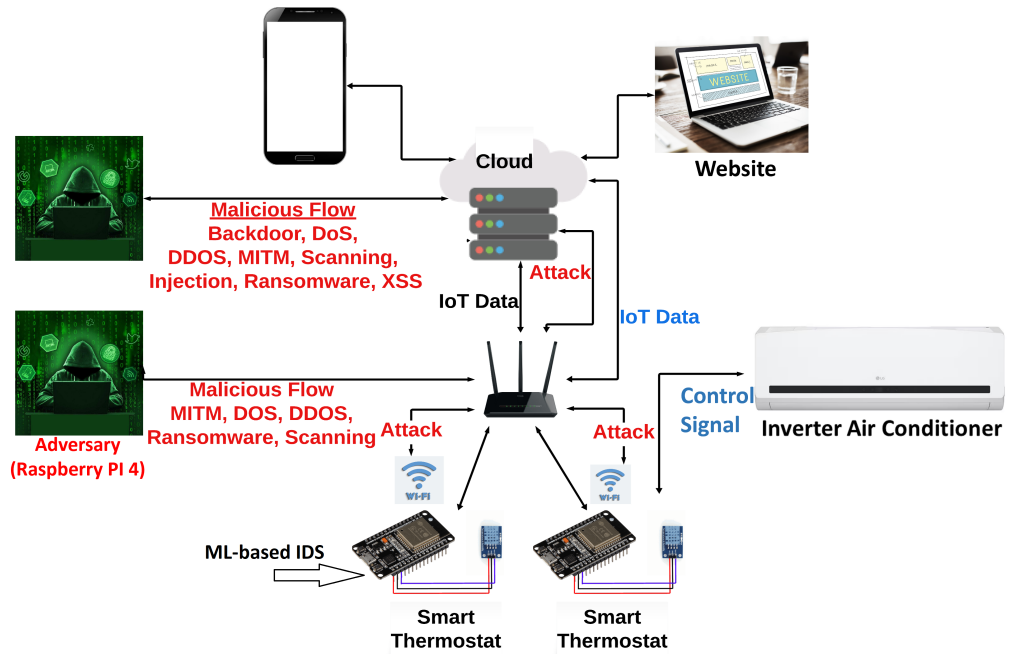 WEBSITE
Website
Cloud
Malicious Flow
Backdoor, DoS,
DDOS, MITM, Scanning,
Injection, Ransomware, XSS
Attack
IoT Data
IoT Data
Malicious Flow
MITM, DOS, DDOS,
Ransomware, Scanning
Adversary
(Raspberry PI 4)
Attack
Attack
Control
Signal
LG
Inverter Air Conditioner
Wi-Fi
Wi-Fi
ML-based IDS
Smart
Thermostat
Smart
Thermostat